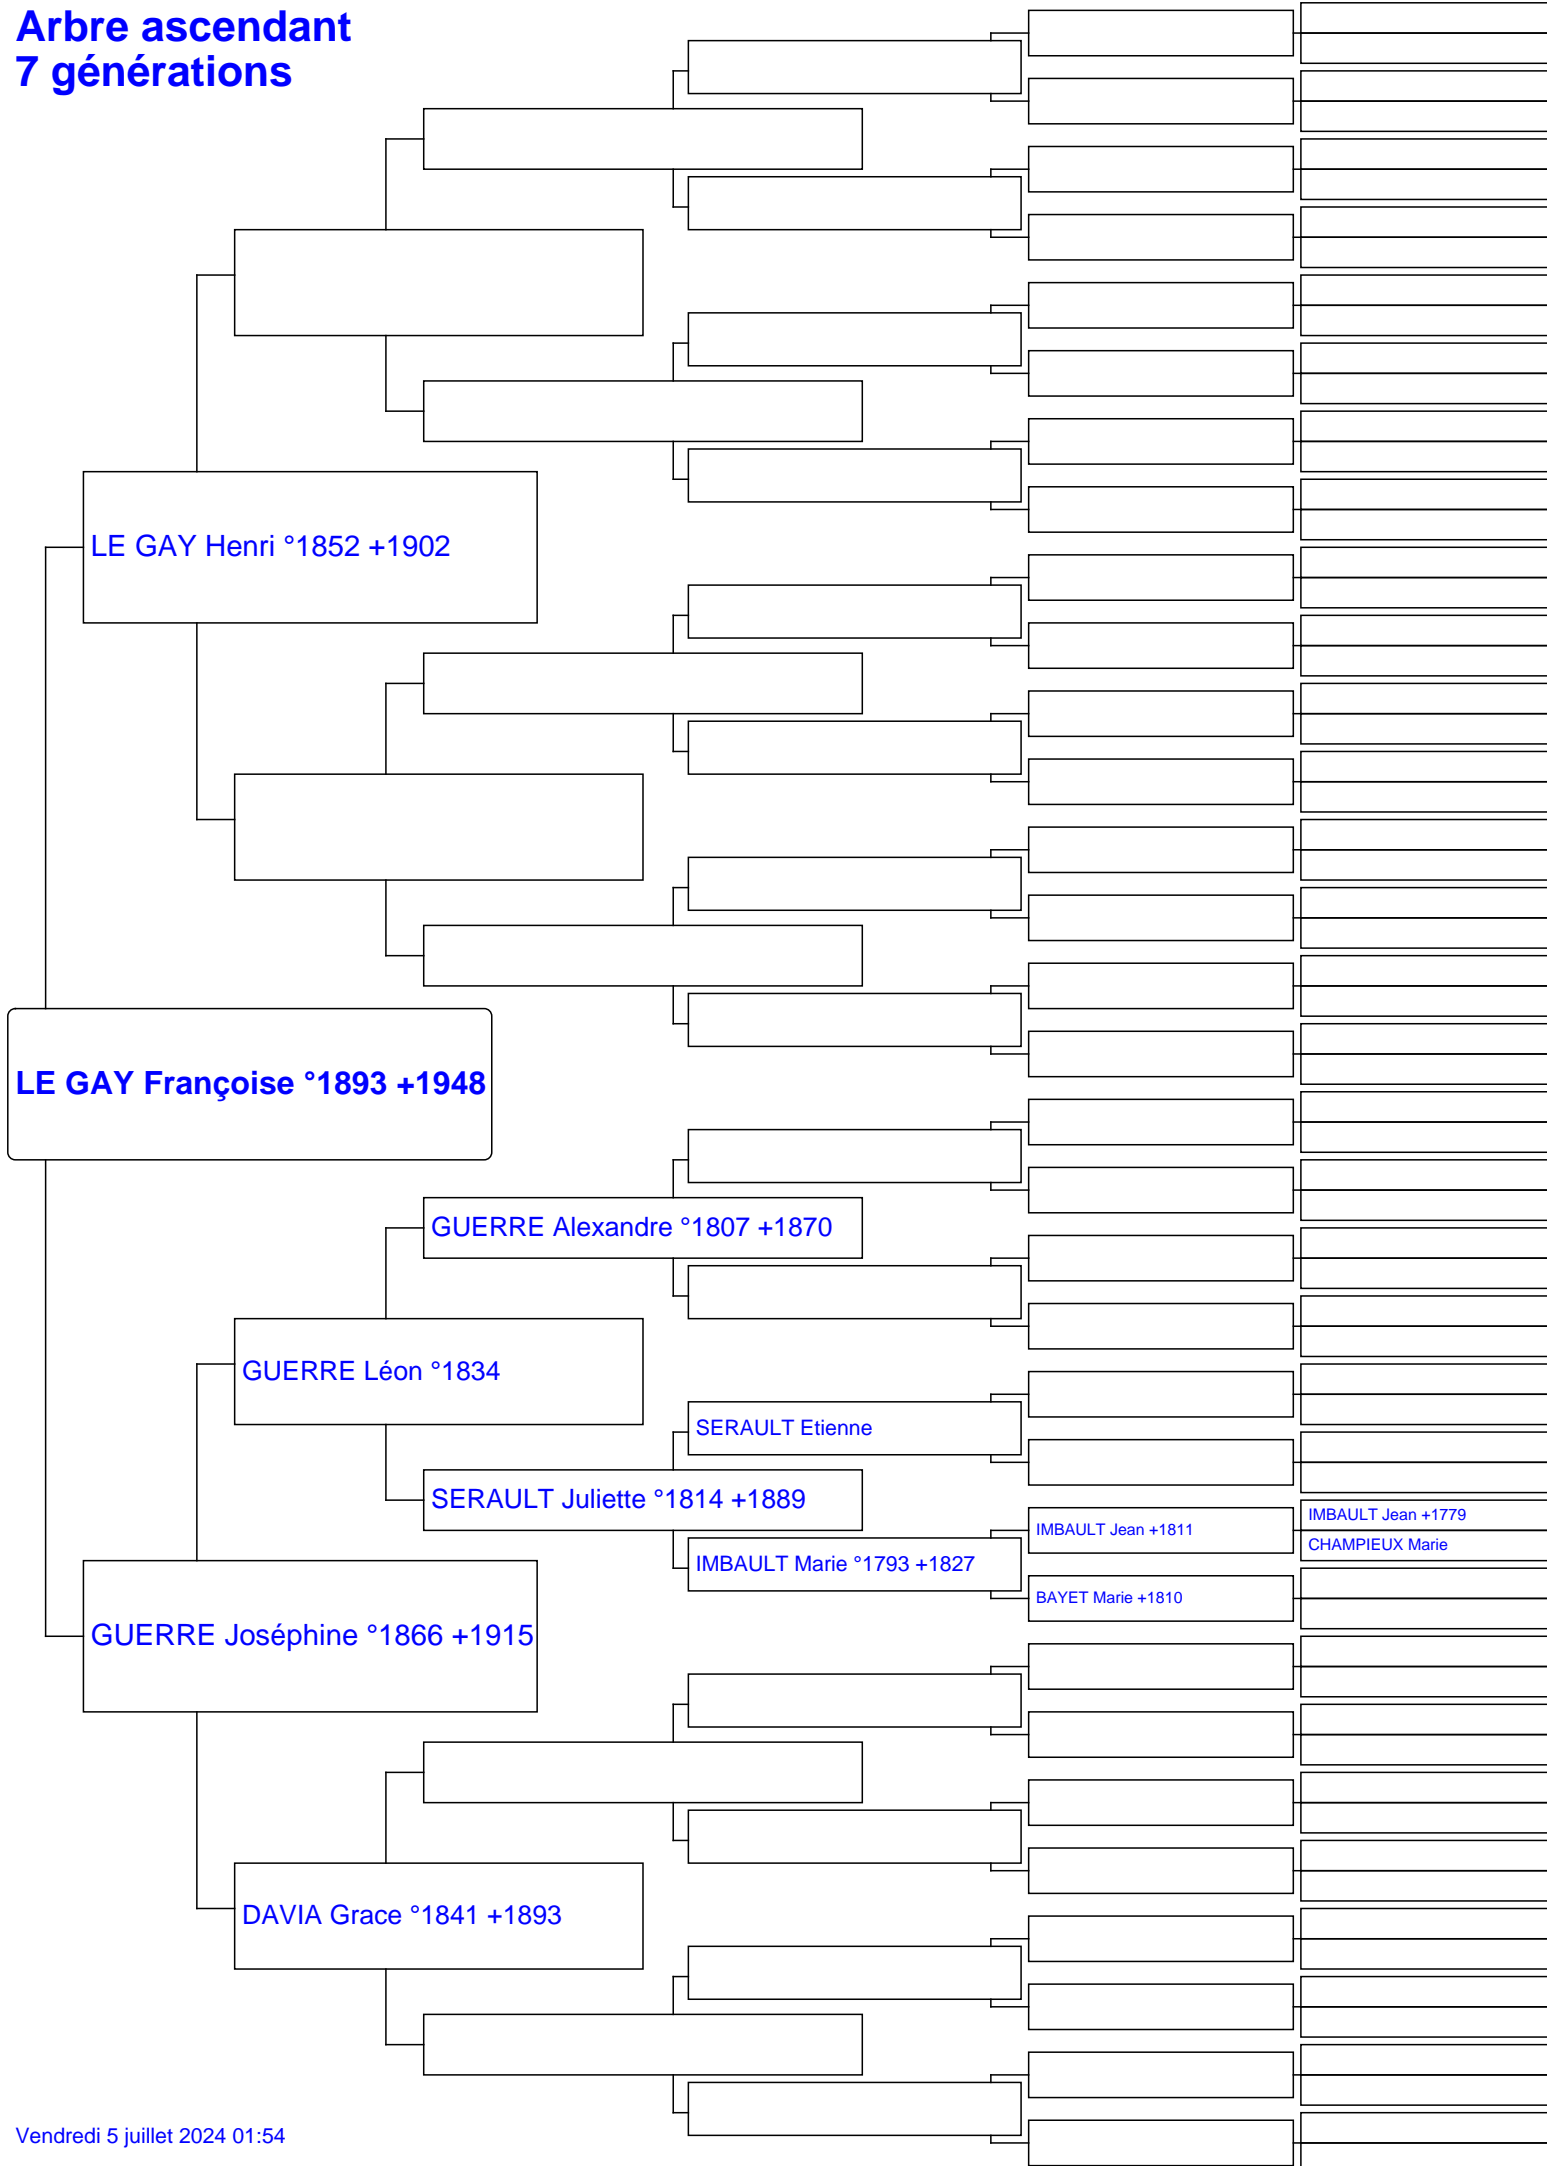 Arbre ascendant
7 générations
LE GAY Henri °1852 +1902
LE GAY Françoise °1893 +1948
GUERRE Alexandre °1807 +1870
GUERRE Léon °1834
SERAULT Etienne
SERAULT Juliette °1814 +1889
IMBAULT Jean +1779
IMBAULT Jean +1811
CHAMPIEUX Marie
IMBAULT Marie °1793 +1827
BAYET Marie +1810
GUERRE Joséphine °1866 +1915
DAVIA Grace °1841 +1893
Vendredi 5 juillet 2024 01:54